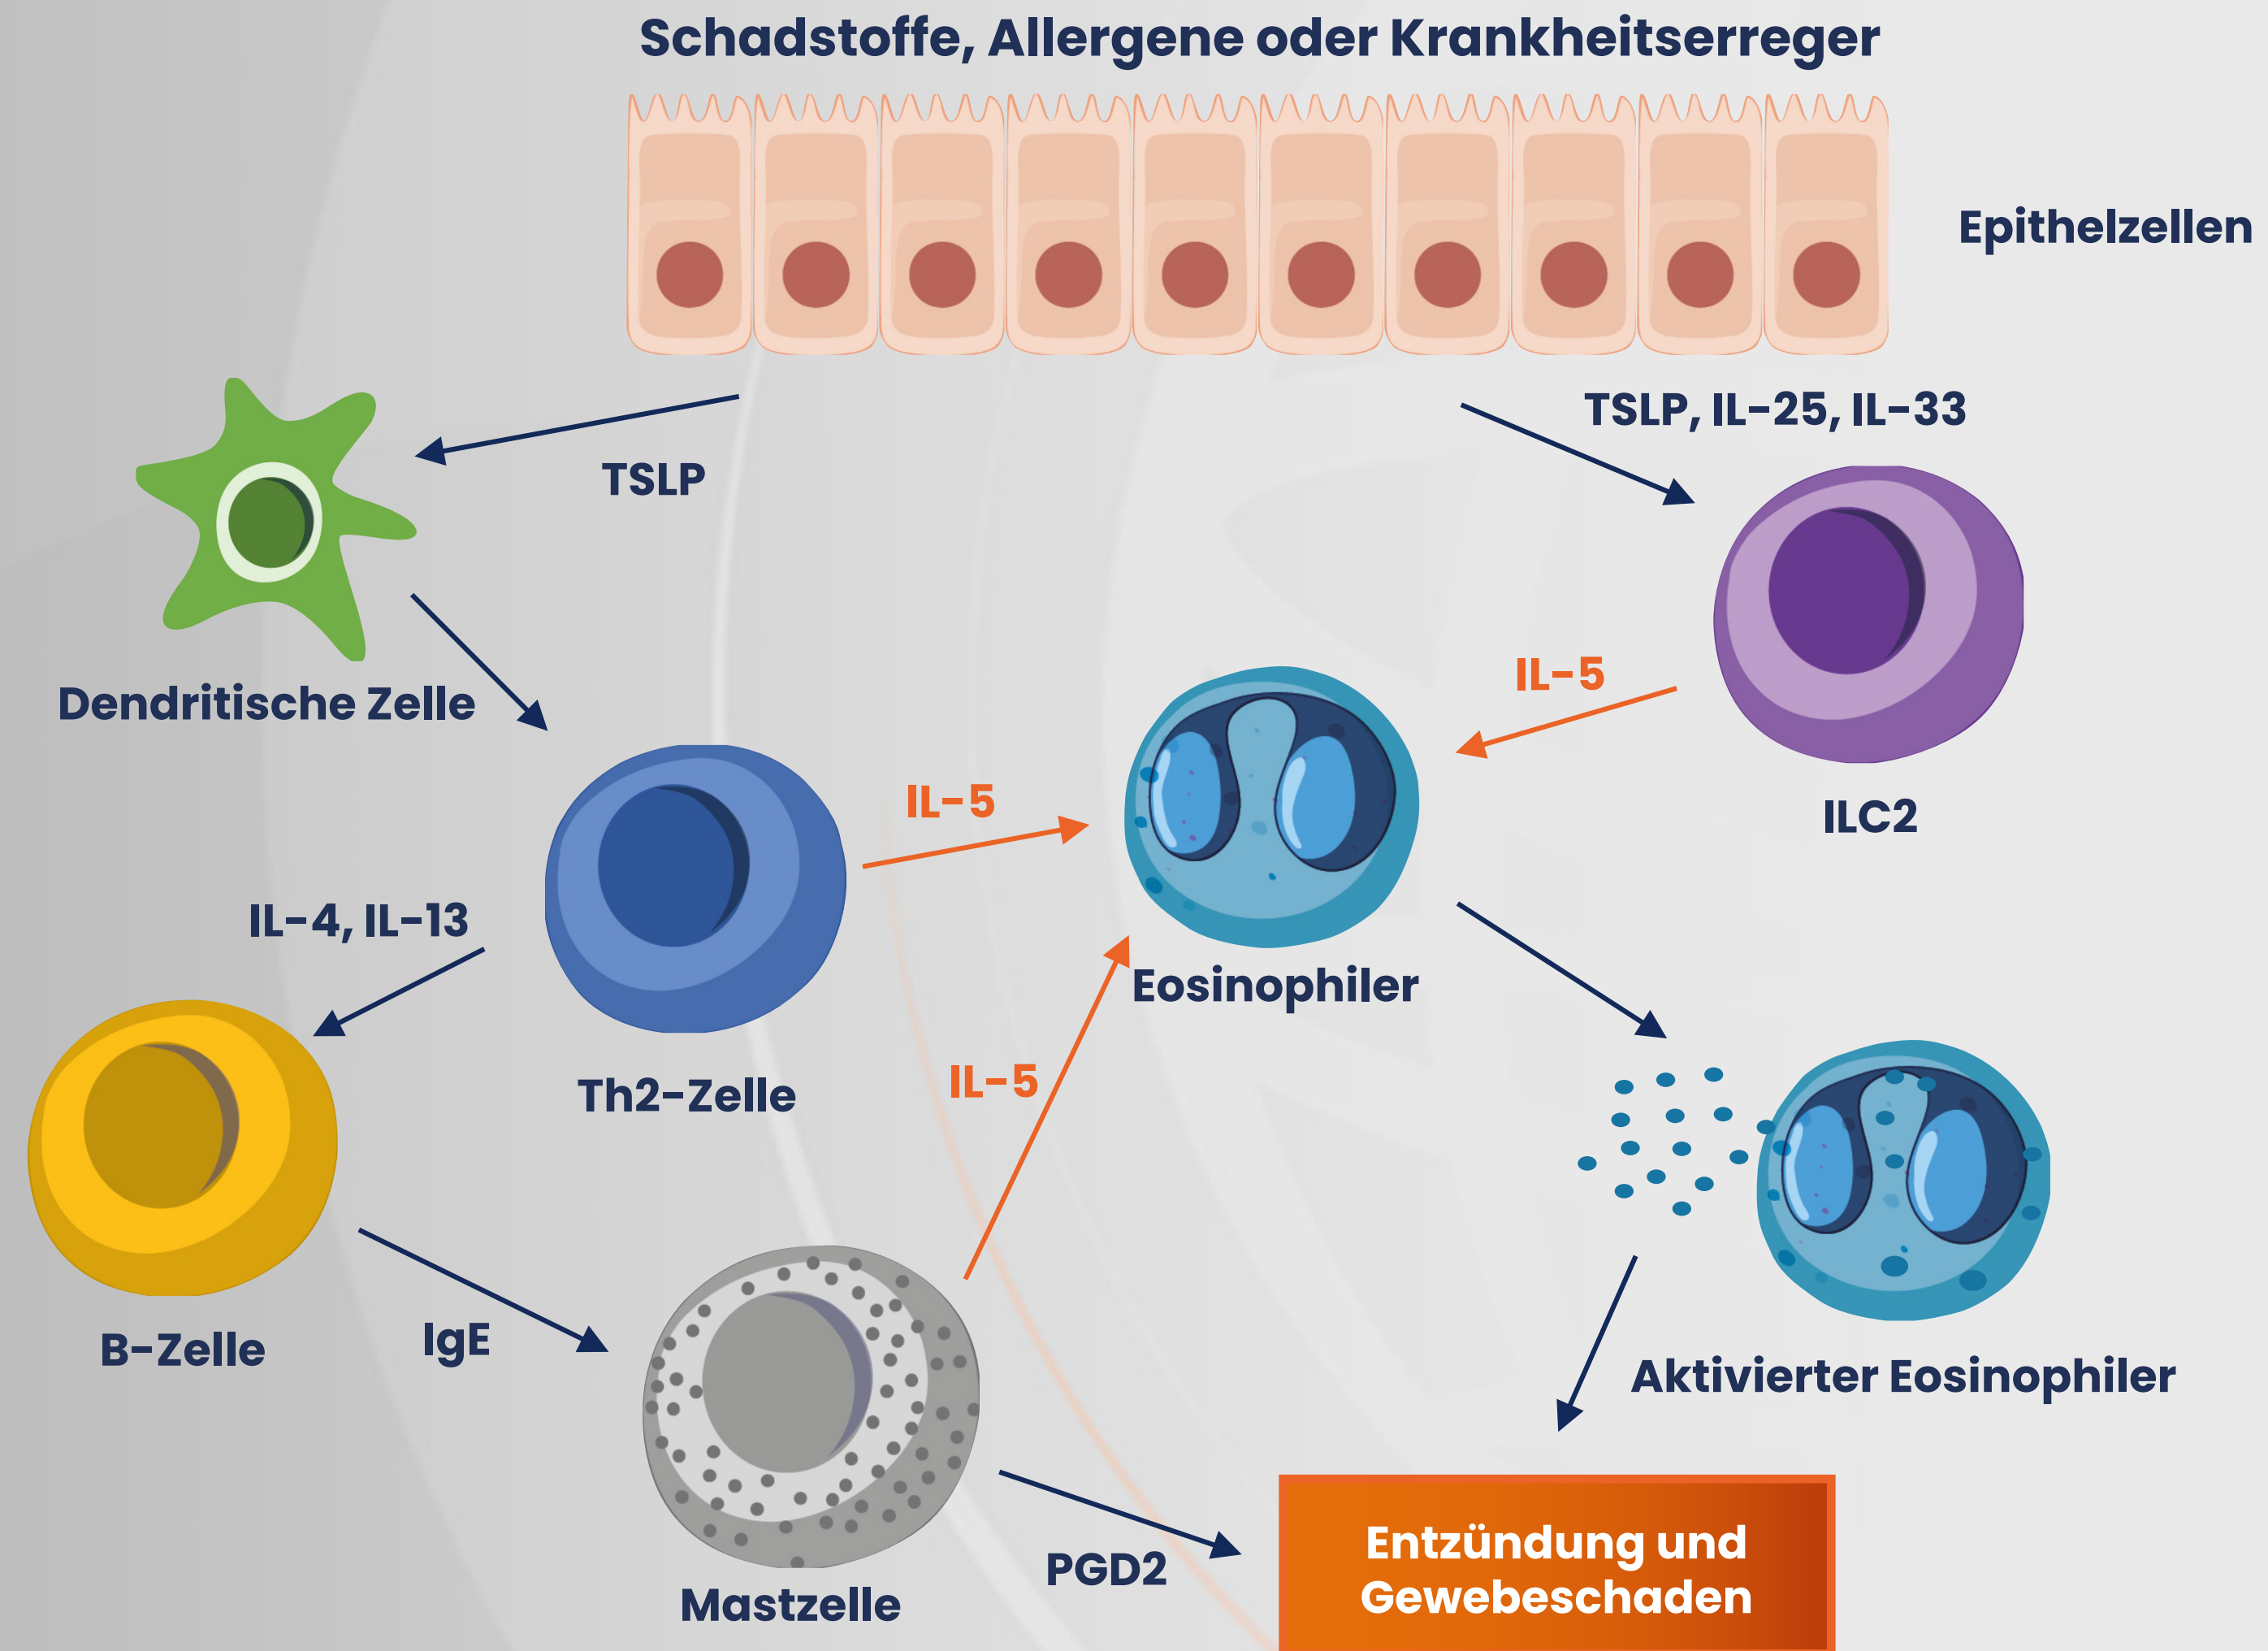 Schadstoffe, Allergene oder Krankheitserreger
Epithelzellen
TSLP
TSLP, IL-25, IL-33
Dendritische Zelle
IL-5
ILC2
IL-5
Eosinophiler
IL-4, IL-13
Th2-Zelle
IL-5
B-Zelle
IgE
Aktivierter Eosinophiler
Mastzelle
PGD2
Entzündung und
Gewebeschaden